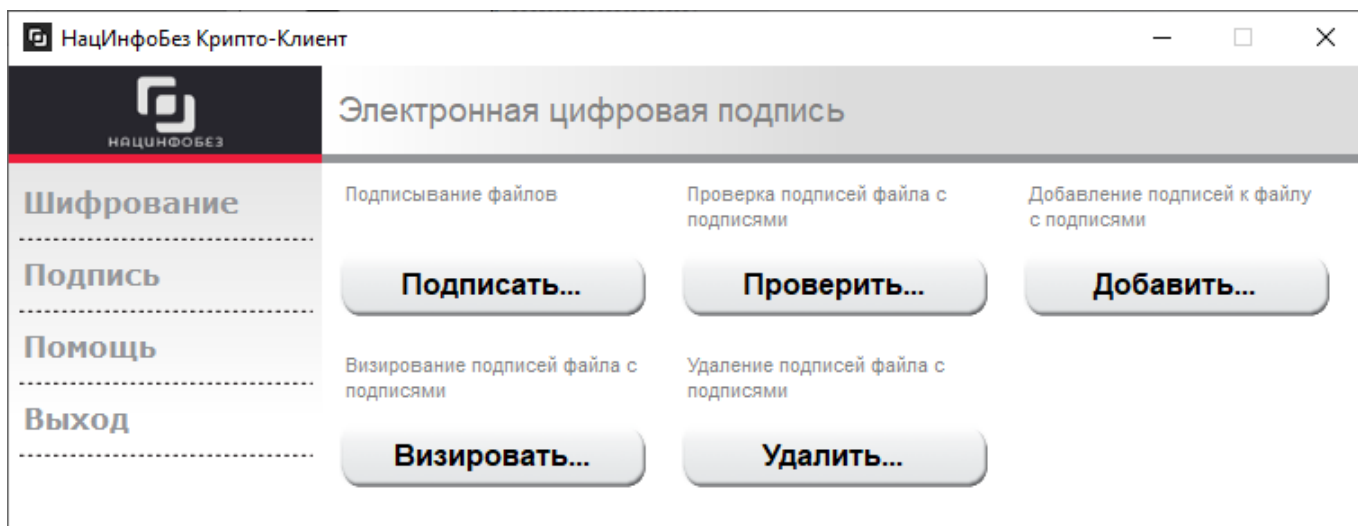 НацИнфоБез Крипто-Клиент
НАЦИНФОБЕЗ
Электронная цифровая подпись
Шифрование
Подпись
Помощь
Выход
Подписывание файлов
Подписать...
Проверка подписей файла с
подписями
Проверить...
Добавление подписей к файлу
с подписями
Добавить...
Визирование подписей файла с
подписями
Визировать...
Удаление подписей файла с
подписями
Удалить...